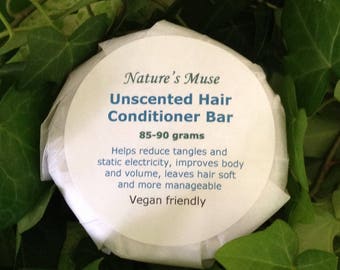 Nature's Muse
Unscented Hair
Conditioner Bar
85-90 grams
Helps reduce tangles and
static electricity, improves body
and volume, leaves hair soft
and more manageable
Vegan friendly